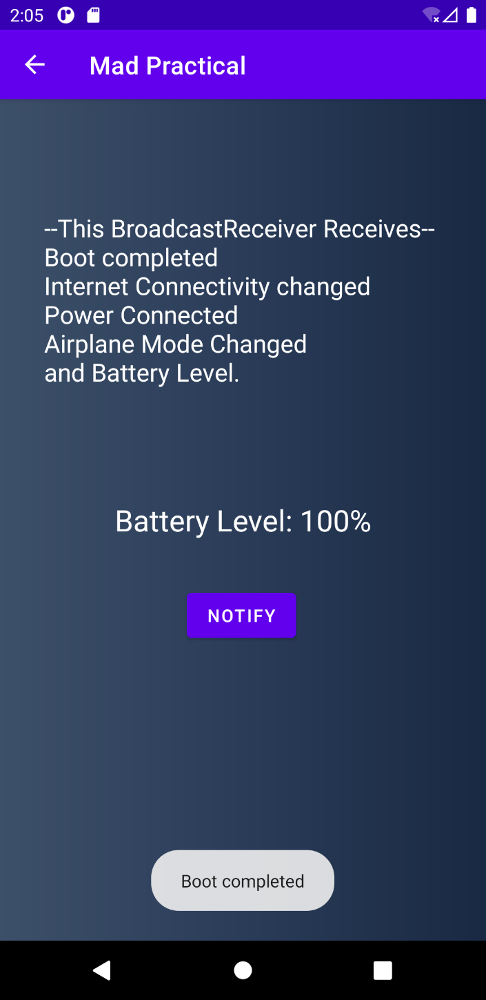 2:05
Mad Practical
--This BroadcastReceiver Receives--
Boot completed
Internet Connectivity changed
Power Connected
Airplane Mode Changed
and Battery Level.
Battery Level: 100%
NOTIFY
Boot completed